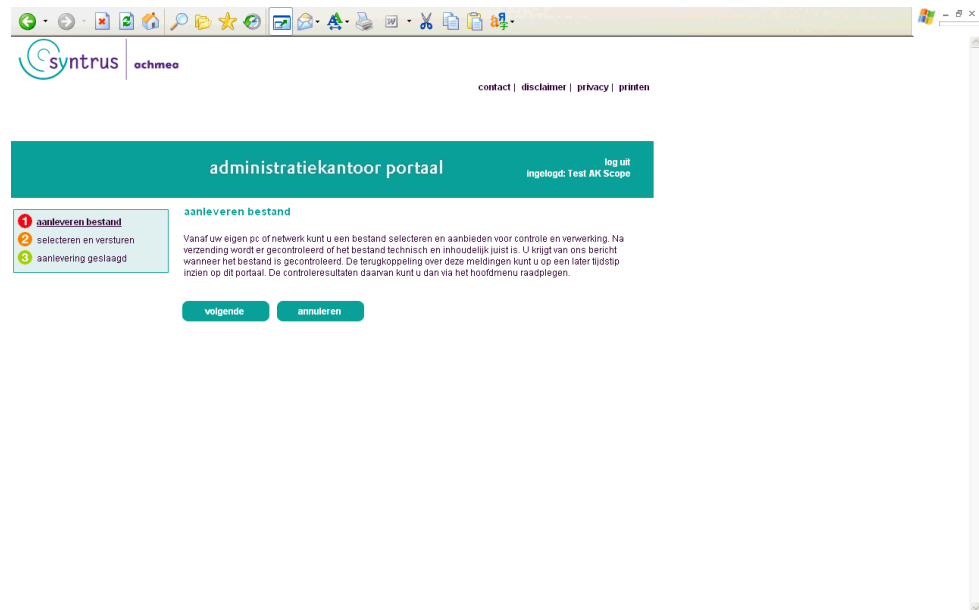 syntrus achmea
contact | disclaimer | privacy | printen
administratiekantoor portaal
log uit
ingelogd: Test AK Scope
1 aanleveren bestand
2 selecteren en versturen
3 aanlevering geslaagd
aanleveren bestand
Vanaf uw eigen pc of netwerk kunt u een bestand selecteren en aanbieden voor controle en verwerking. Na
verzending wordt er gecontroleerd of het bestand technisch en inhoudelijk juist is. U krijgt van ons bericht
wanneer het bestand is gecontroleerd. De terugkoppeling over deze meldingen kunt u op een later tijdstip
inzien op dit portaal. De controleresultaten daarvan kunt u dan via het hoofdmenu raadplegen.
volgende annuleren